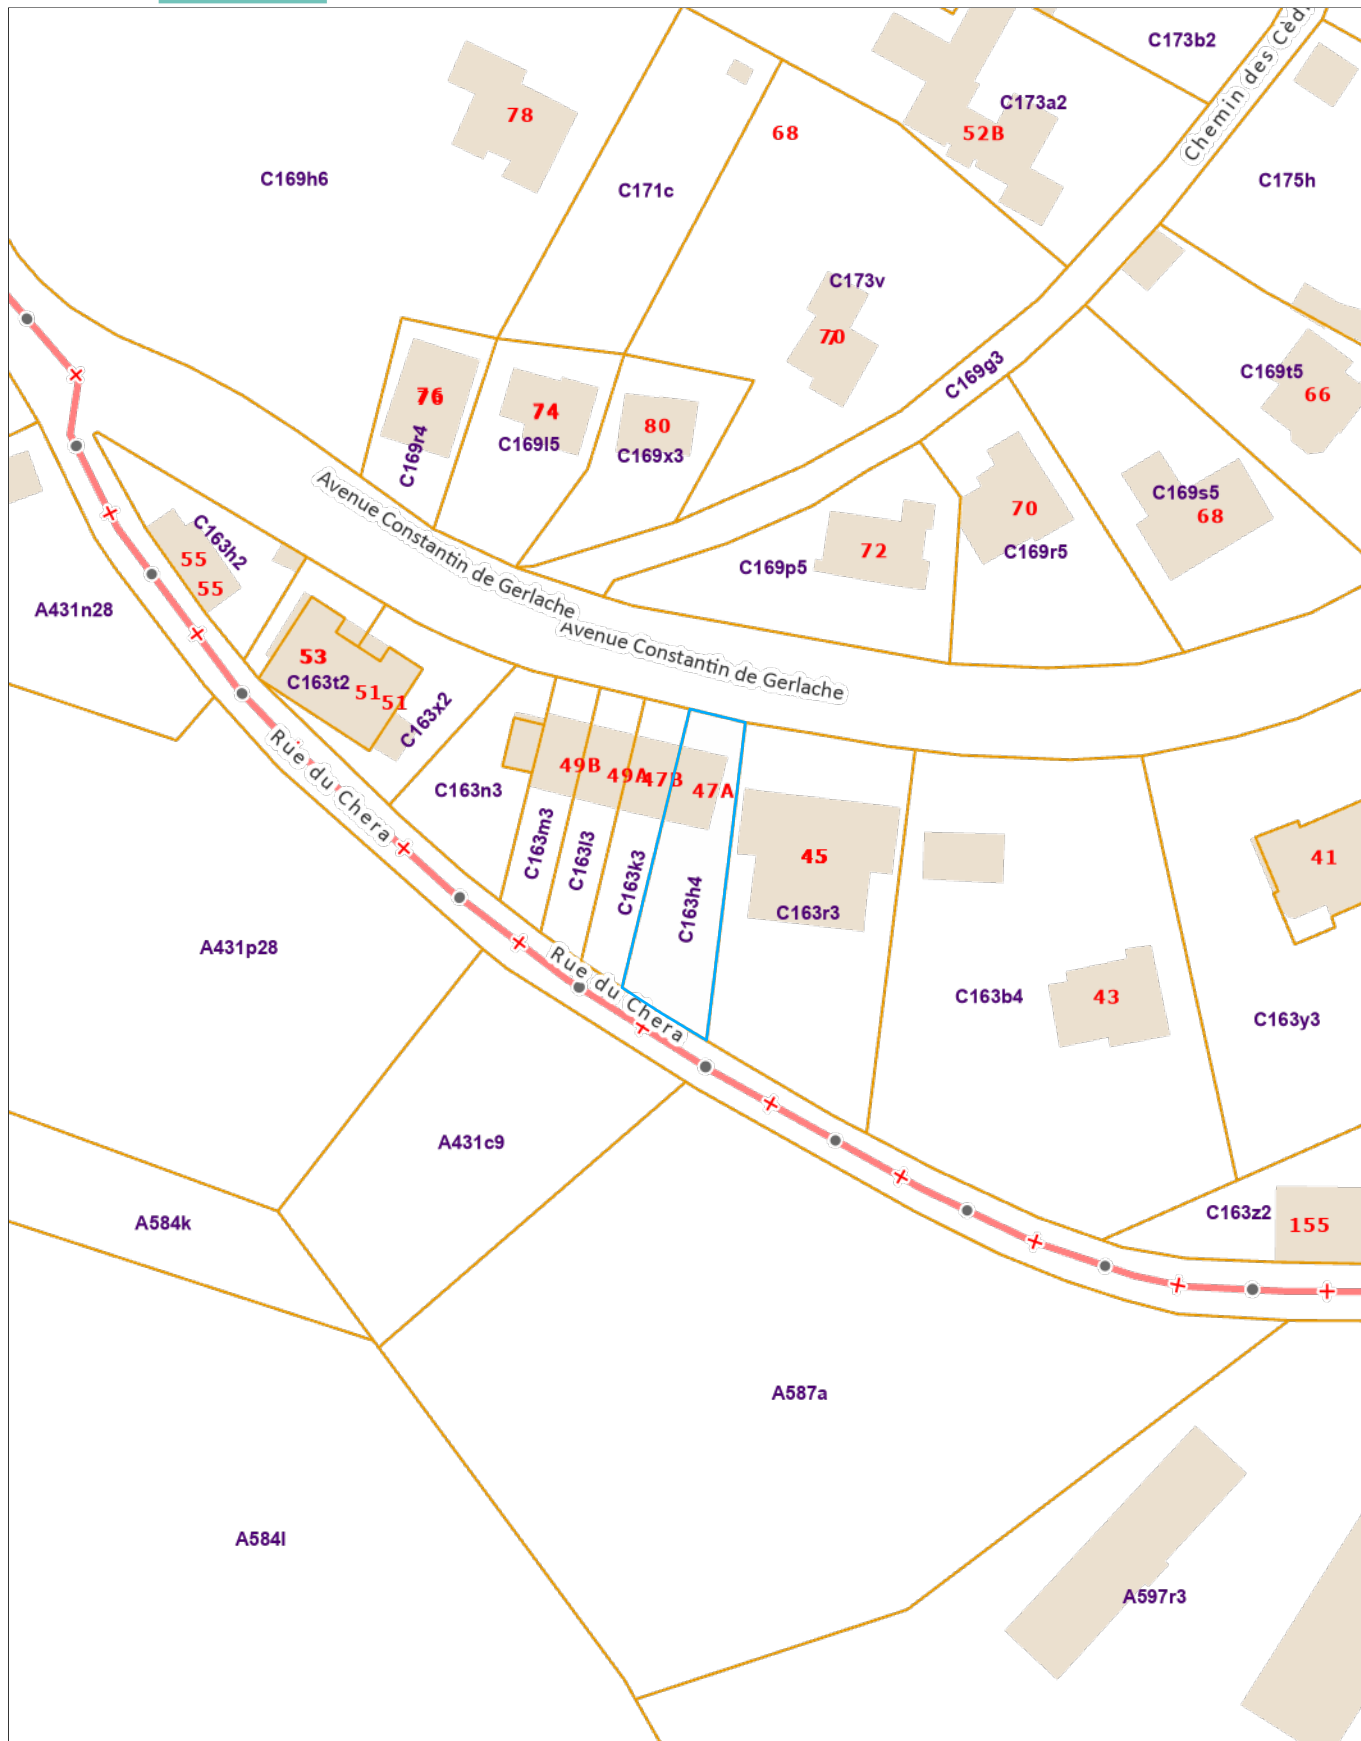 C173b2
Chemin des Cèd
C173a2
78
68
52B
C169h6
C171c
C175h
C173v
70
C169g3
C169t5
66
76
74
80
C169r4
C169l5
C169x3
C169s5
68
70
C169r5
Avenue Constantin de Gerlache
C163h2
55
55
72
C169p5
A431n28
Avenue Constantin de Gerlache
53
C163t2
51
51
C163x2
Rue du Chera
49B
49A
47B
47A
C163n3
C163m3
C163l3
C163k3
C163h4
45
C163r3
41
A431p28
Rue du Chera
C163b4
43
C163y3
A431c9
A584k
C163z2
155
A587a
A584l
A597r3